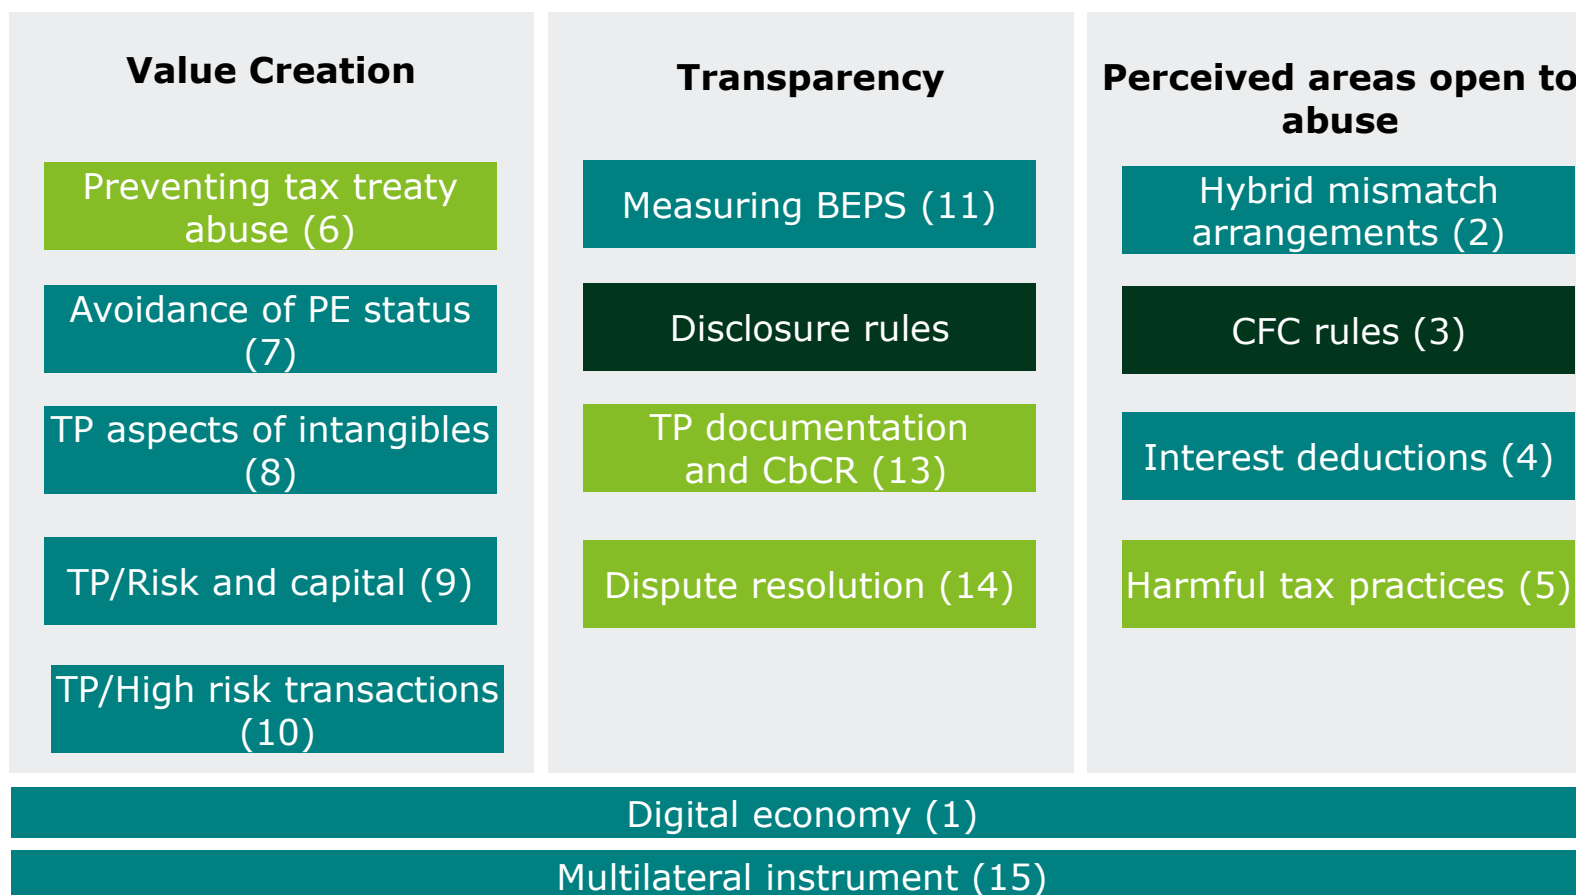 Value Creation
Preventing tax treaty
abuse (6)
Avoidance of PE status
(7)
TP aspects of intangibles
(8)
TP/Risk and capital (9)
TP/High risk transactions
(10)
Transparency
Measuring BEPS (11)
Disclosure rules
TP documentation
and CbCR (13)
Dispute resolution (14)
Perceived areas open to
abuse
Hybrid mismatch
arrangements (2)
CFC rules (3)
Interest deductions (4)
Harmful tax practices (5)
Digital economy (1)
Multilateral instrument (15)